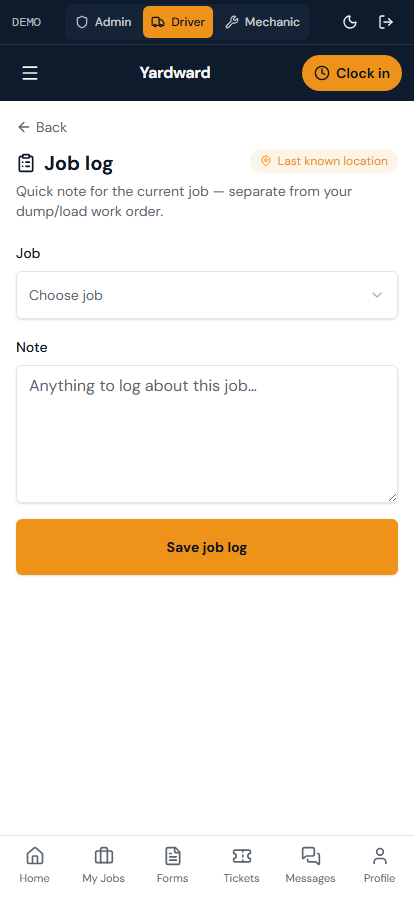 DEMO
Admin
Driver
Mechanic
Yardward
Clock in
Back
Job log
Last known location
Quick note for the current job — separate from your
dump/load work order.
Job
Choose job
Note
Anything to log about this job...
Save job log
Home
My Jobs
Forms
Tickets
Messages
Profile